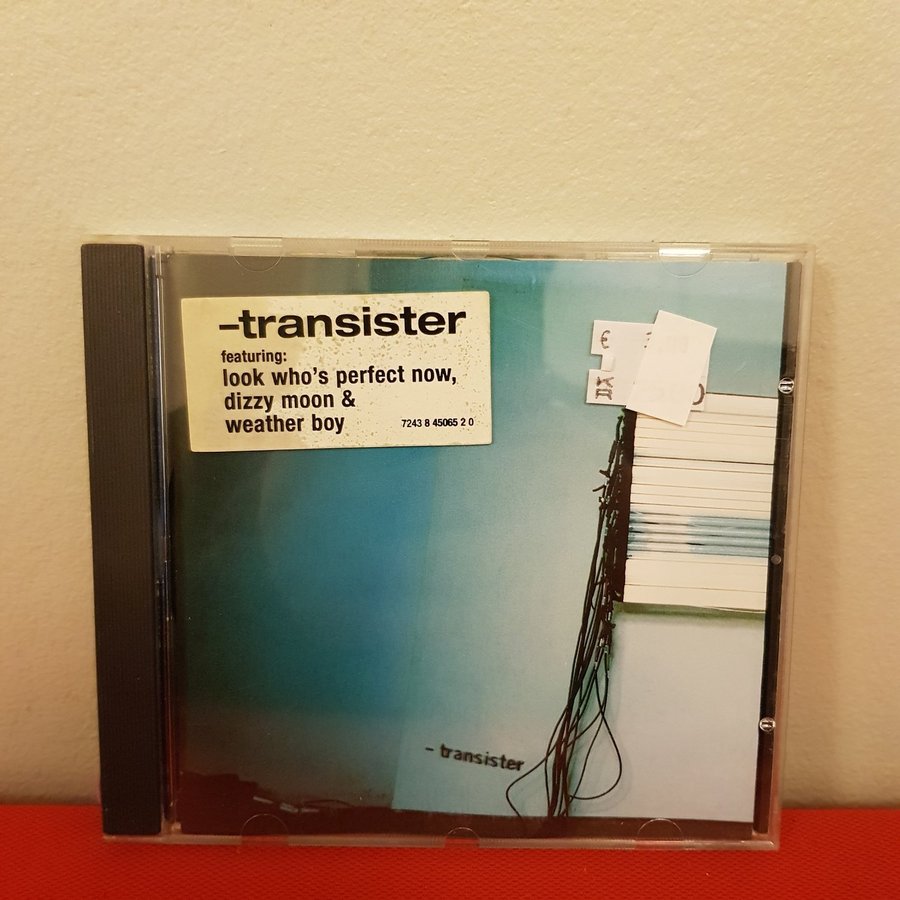 –transister
featuring:
look who's perfect now,
dizzy moon &
weather boy
7243 8 45065 2 0
- transister